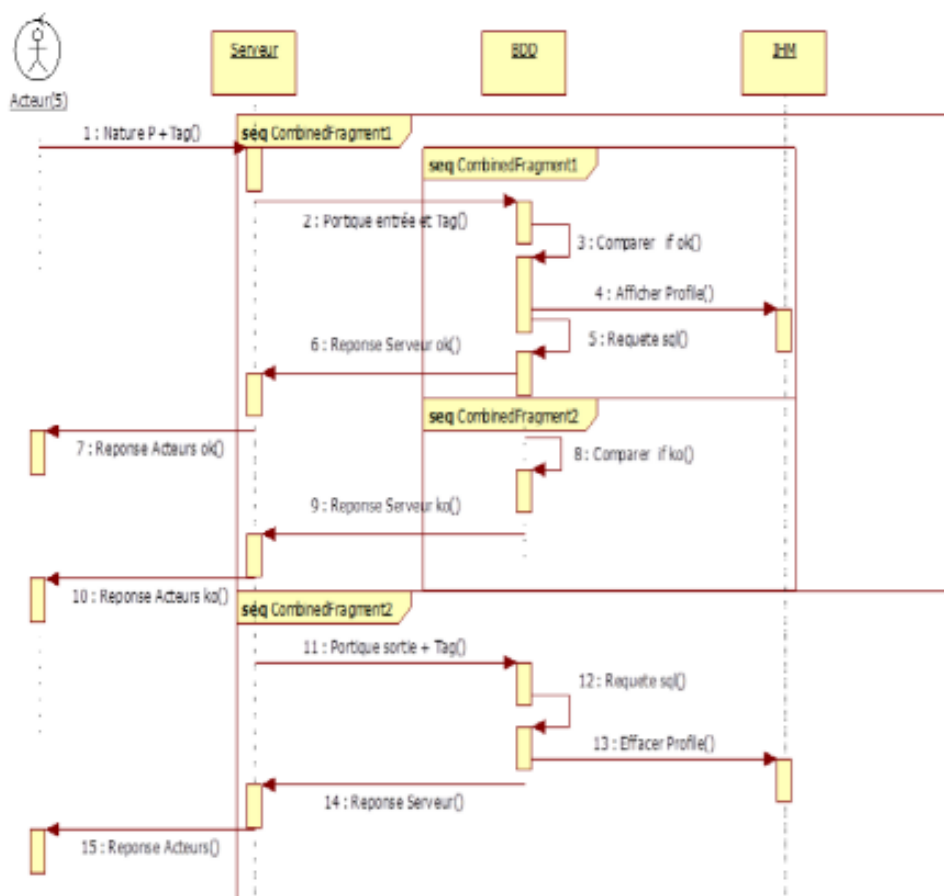 Serveur
BDD
IHM
Acteur(5)
1 : Nature P + Tag()
seq CombinedFragment1
seq CombinedFragment1
2 : Portique entrée et Tag()
3 : Comparer if ok()
4 : Afficher Profile()
5 : Requete sql()
6 : Reponse Serveur ok()
seq CombinedFragment2
7 : Reponse Acteurs ok()
8 : Comparer if ko()
9 : Reponse Serveur ko()
10 : Reponse Acteurs ko()
seq CombinedFragment2
11 : Portique sortie + Tag()
12 : Requete sql()
13 : Effacer Profile()
14 : Reponse Serveur()
15 : Reponse Acteurs()